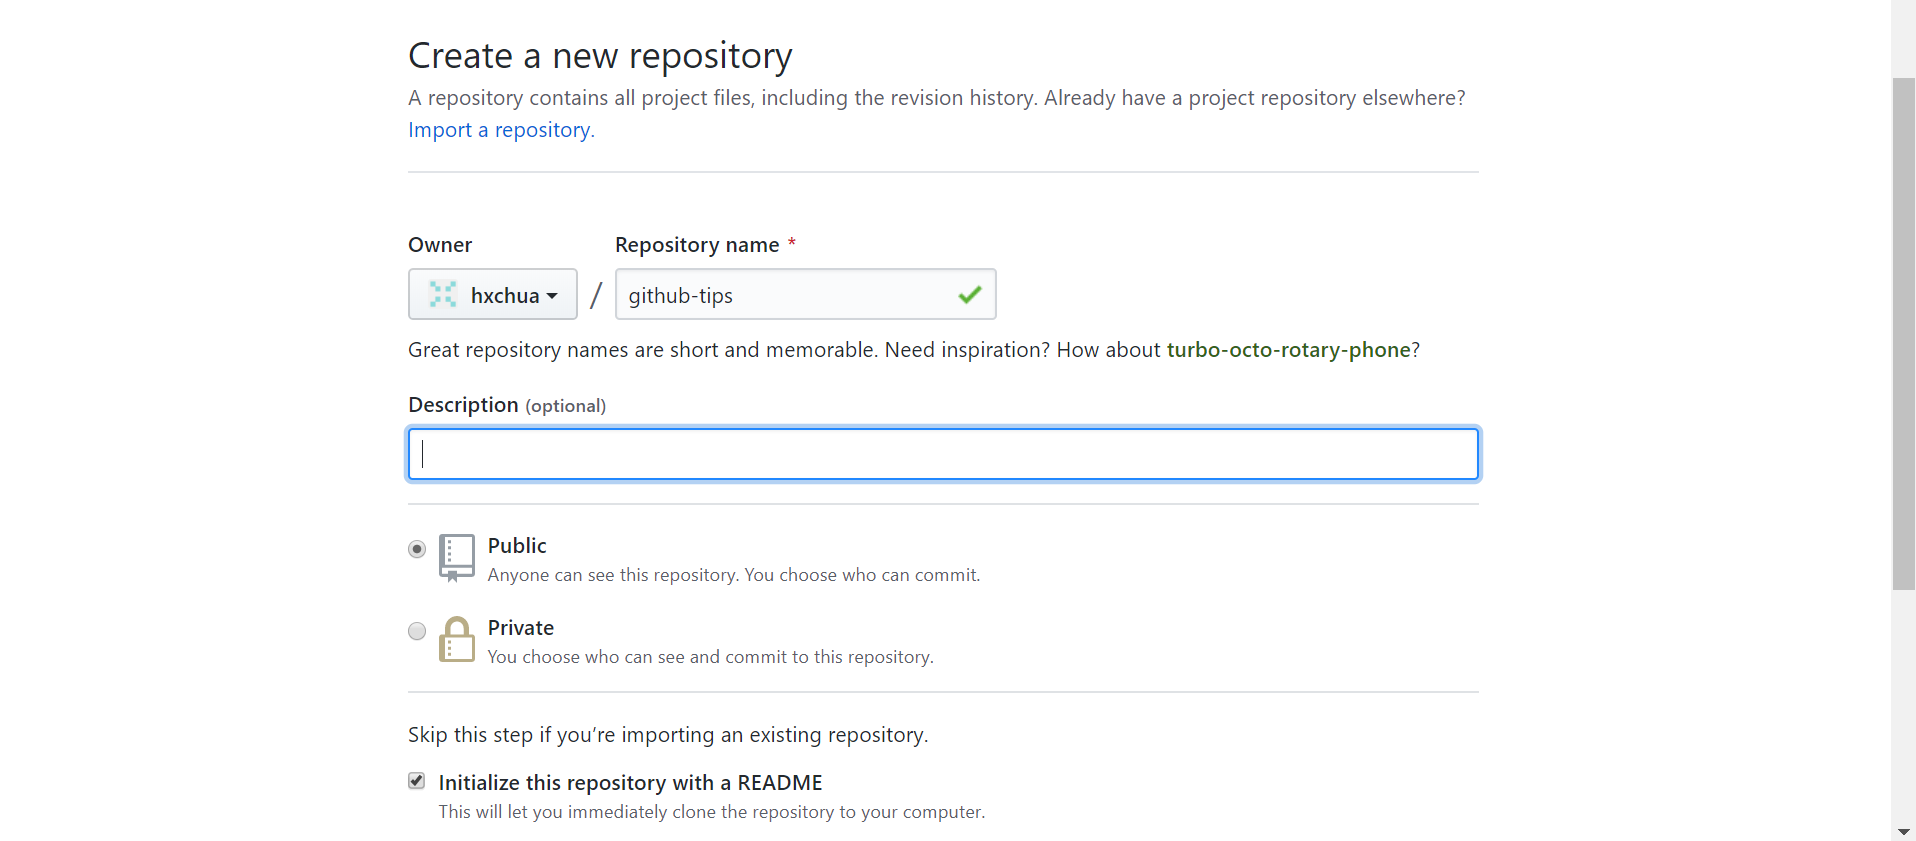 Create a new repository
A repository contains all project files, including the revision history. Already have a project repository elsewhere?
Import a repository.
Owner
Repository name *
hxchua
/
github-tips
Great repository names are short and memorable. Need inspiration? How about turbo-octo-rotary-phone?
Description (optional)
Public
Anyone can see this repository. You choose who can commit.
Private
You choose who can see and commit to this repository.
Skip this step if you’re importing an existing repository.
Initialize this repository with a README
This will let you immediately clone the repository to your computer.